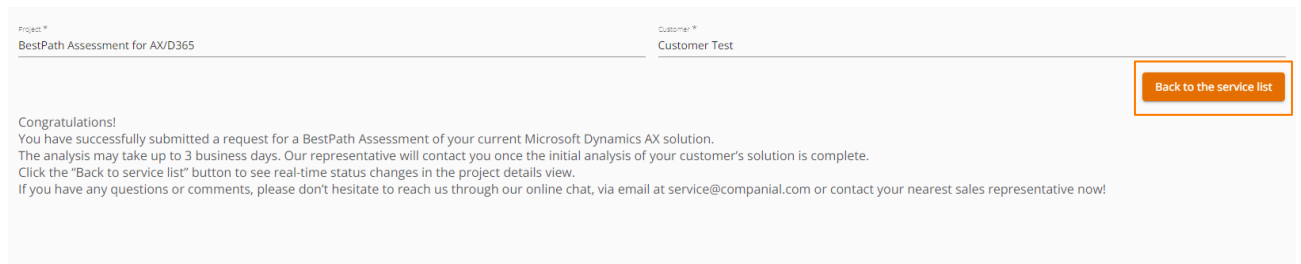 Project *
Customer *
BestPath Assessment for AX/D365
Customer Test
Back to the service list
Congratulations!
You have successfully submitted a request for a BestPath Assessment of your current Microsoft Dynamics AX solution.
The analysis may take up to 3 business days. Our representative will contact you once the initial analysis of your customer’s solution is complete.
Click the “Back to service list” button to see real-time status changes in the project details view.
If you have any questions or comments, please don’t hesitate to reach us through our online chat, via email at service@companial.com or contact your nearest sales representative now!